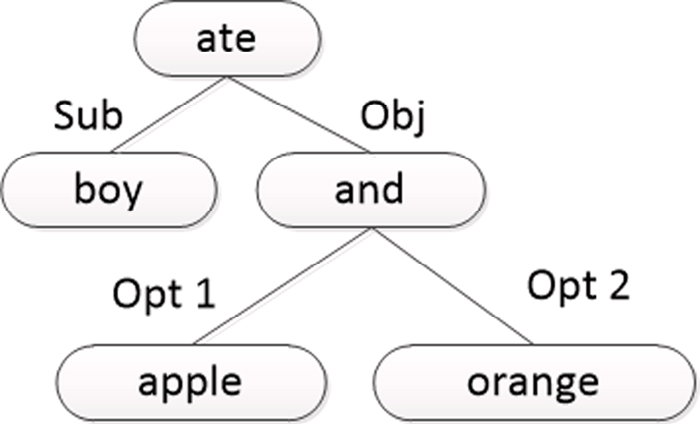 ate
Sub Obj
boy and
Opt 1 Opt 2
apple orange